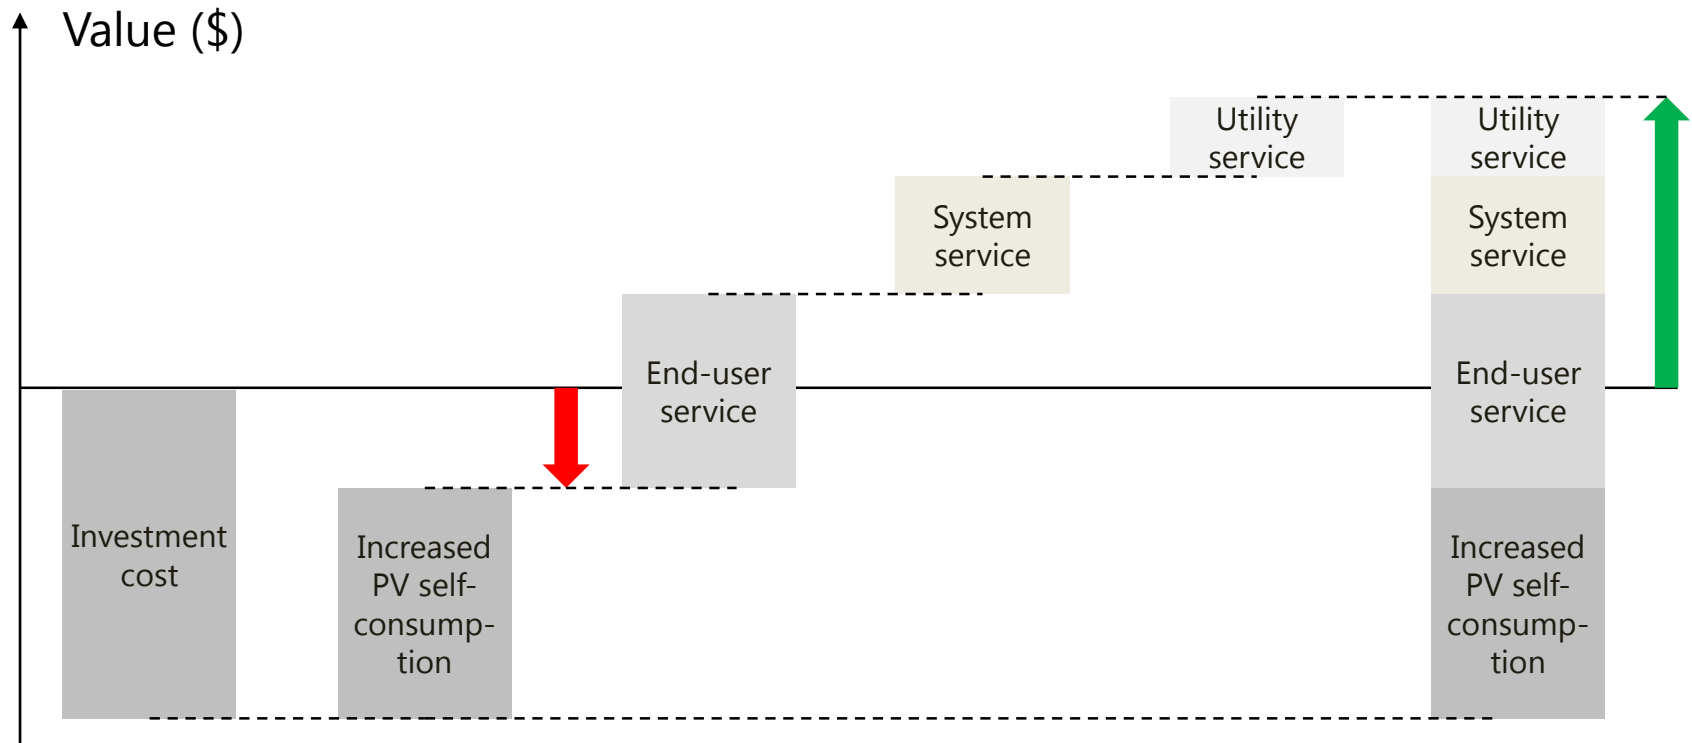 Value ($)
Utility
service
Utility
service
System
service
System
service
End-user
service
End-user
service
Investment
cost
Increased
PV self-
consump-
tion
Increased
PV self-
consump-
tion